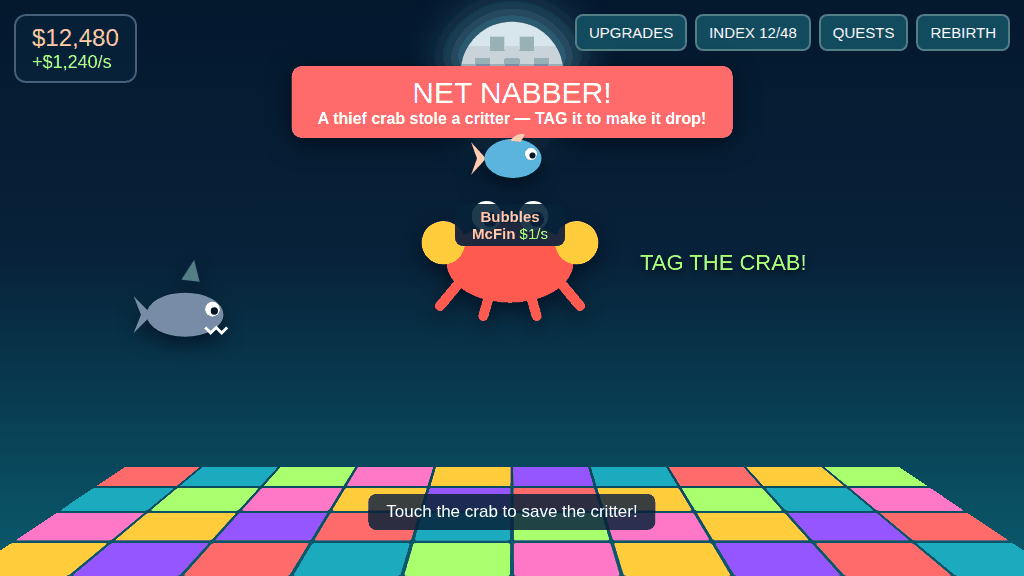 $12,480
+$1,240/s
UPGRADES
INDEX 12/48
QUESTS
REBIRTH
NET NABBER!
A thief crab stole a critter — TAG it to make it drop!
Bubbles
McFin $1/s
TAG THE CRAB!
Touch the crab to save the critter!